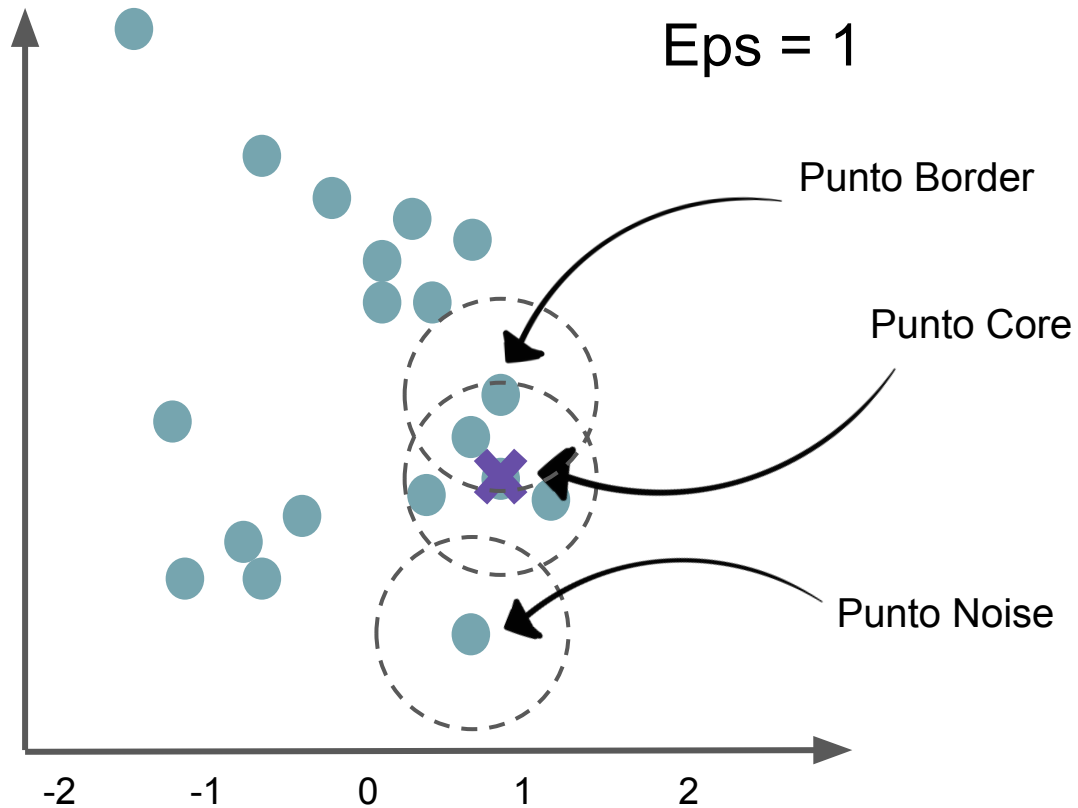 Eps = 1
Punto Border
Punto Core
Punto Noise
-2 -1 0 1 2